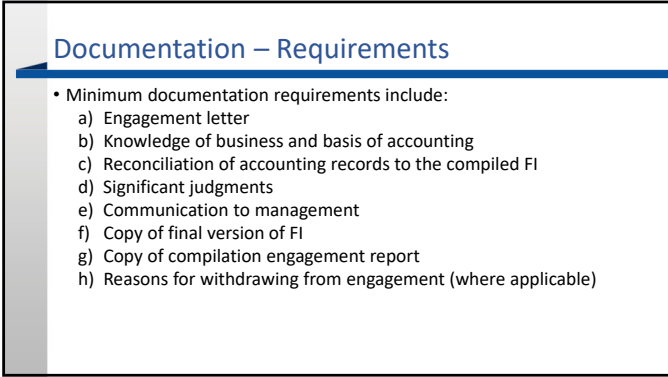 Documentation – Requirements
• Minimum documentation requirements include:
a) Engagement letter
b) Knowledge of business and basis of accounting
c) Reconciliation of accounting records to the compiled FI
d) Significant judgments
e) Communication to management
f) Copy of final version of FI
g) Copy of compilation engagement report
h) Reasons for withdrawing from engagement (where applicable)